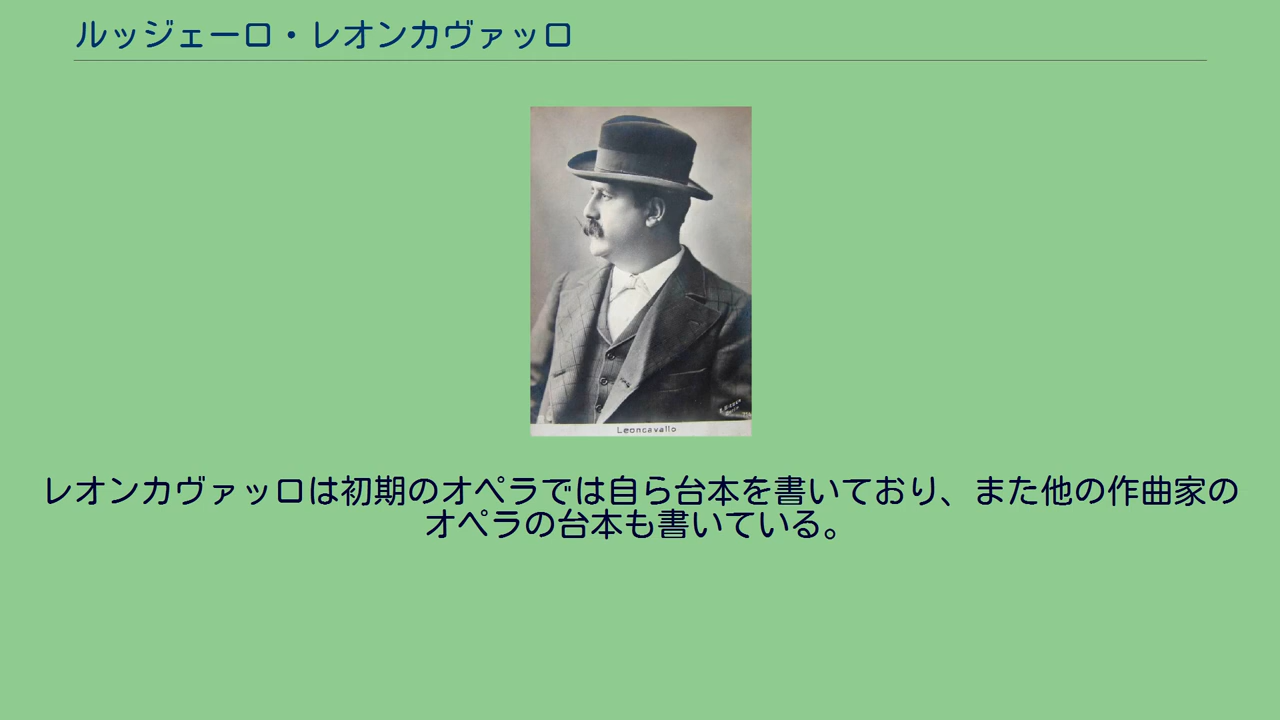 ルッジェーロ・レオンカヴァッロ
Leoncavallo
レオンカヴァッロは初期のオペラでは自ら台本を書いており、また他の作曲家の
オペラの台本も書いている。